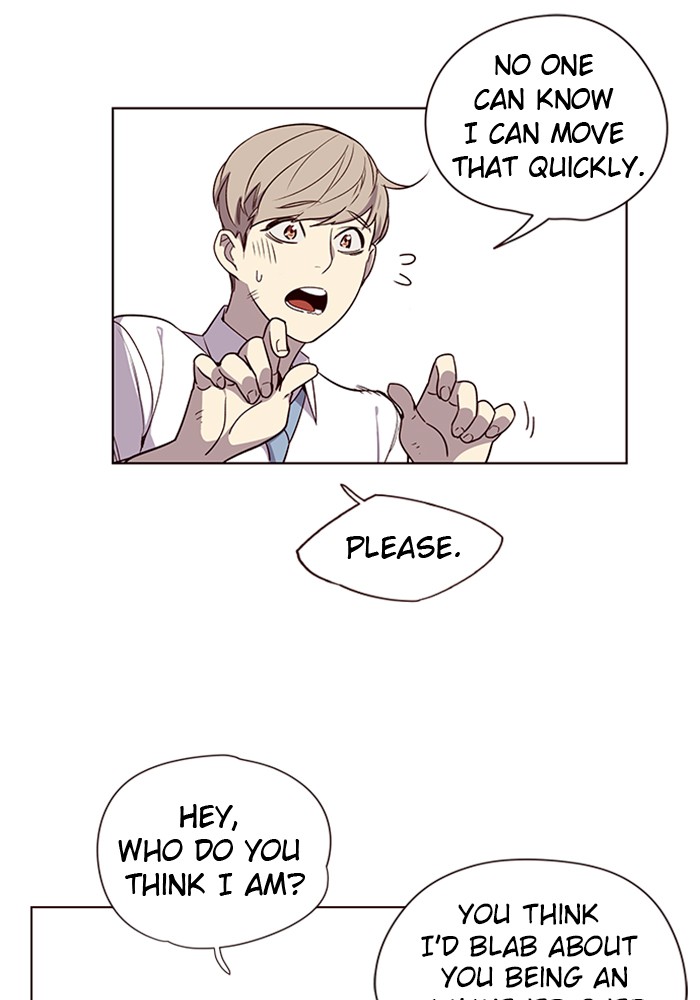 NO ONE
CAN KNOW
I CAN MOVE
THAT QUICKLY.
PLEASE.
HEY,
WHO DO YOU
THINK I AM?
YOU THINK
I'D BLAB ABOUT
YOU BEING AN